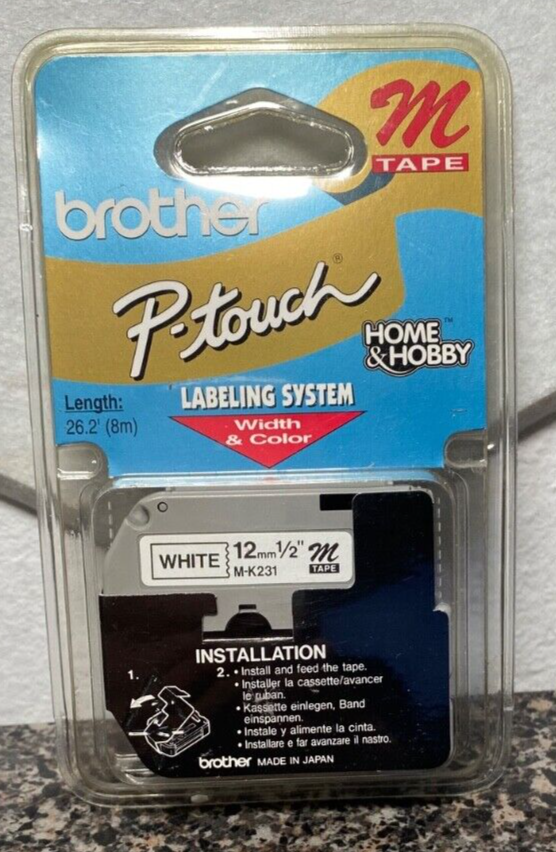 M
TAPE
brother
P-touch®
HOME™
& HOBBY
LABELING SYSTEM
Length:
26.2' (8m)
Width
& Color
WHITE
12mm 1/2" M
M-K231 TAPE
INSTALLATION
1.
2. • Install and feed the tape.
• Installer la cassette/avancer
le ruban.
• Kassette einlegen, Band
einspannen.
• Instale y alimente la cinta.
• Installare e far avanzare il nastro.
brother MADE IN JAPAN